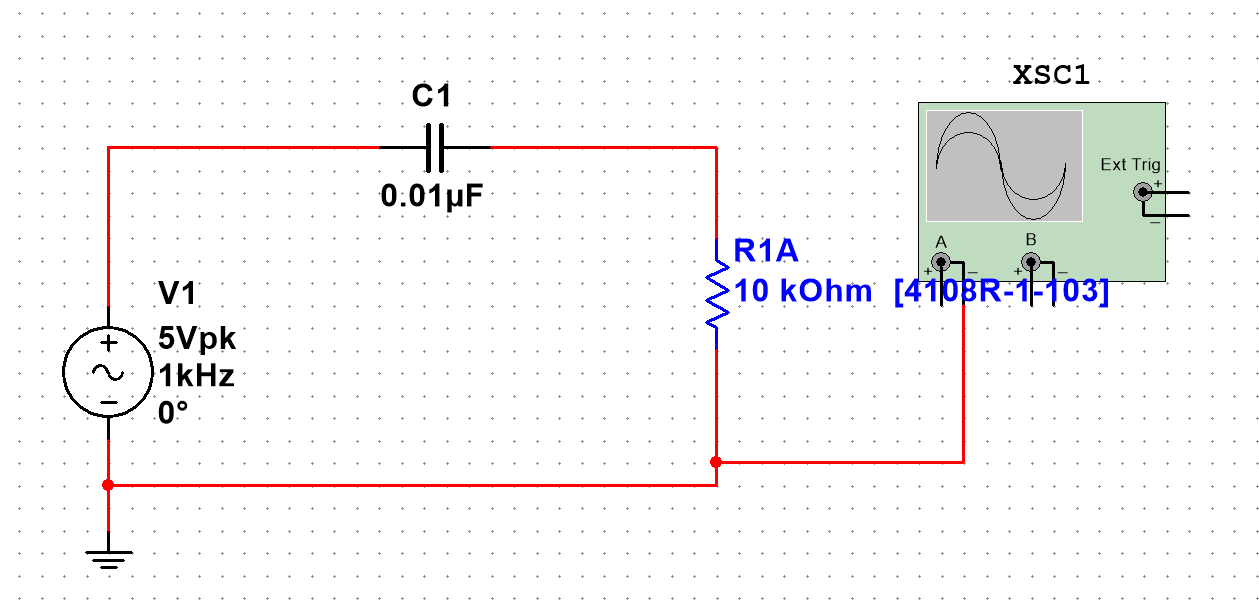 XSC1
C1
0.01µF
Ext Trig
+
_
R1A
10 kOhm [4108R-1-103]
A
B
+
_
+
_
V1
5Vpk
1kHz
0°
+
−